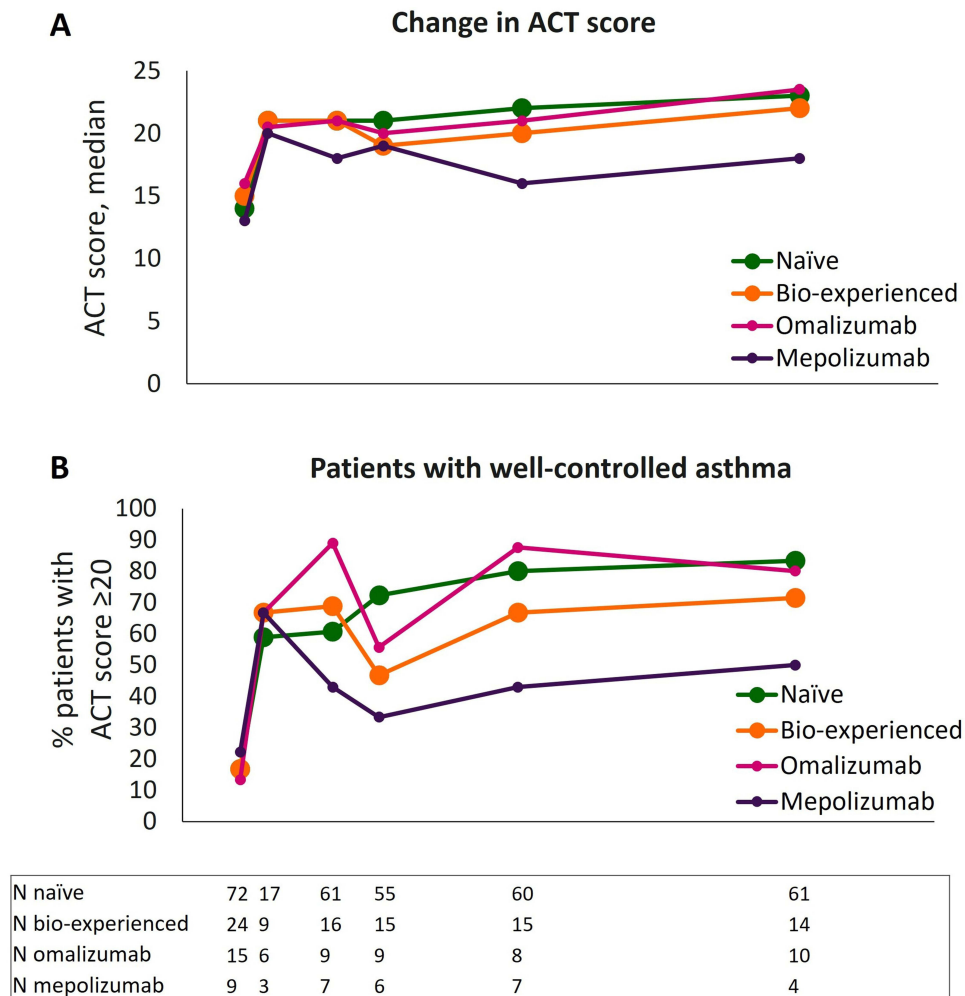 A
Change in ACT score
ACT score, median
25
20
15
10
5
0
Naïve
Bio-experienced
Omalizumab
Mepolizumab
B
Patients with well-controlled asthma
% patients with
ACT score ≥20
100
90
80
70
60
50
40
30
20
10
0
Naïve
Bio-experienced
Omalizumab
Mepolizumab
N naïve 72 17 61 55 60 61
N bio-experienced 24 9 16 15 15 14
N omalizumab 15 6 9 9 8 10
N mepolizumab 9 3 7 6 7 4